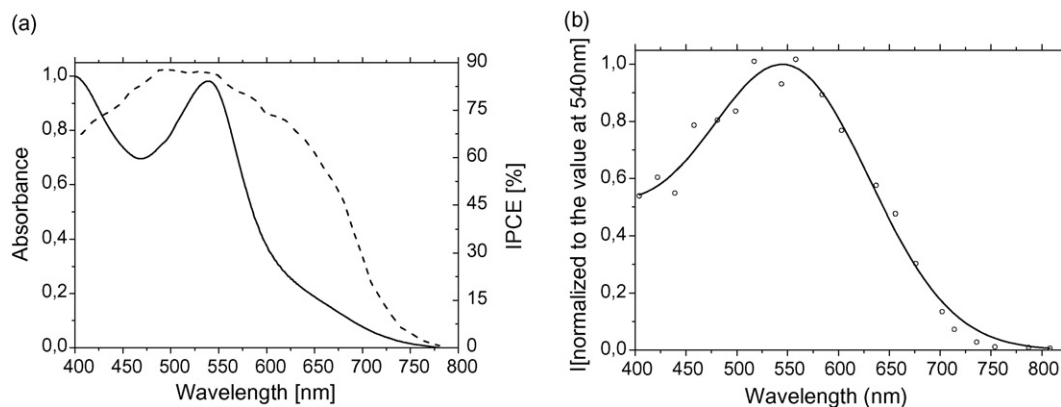 (a)
Absorbance
1,0
0,8
0,6
0,4
0,2
0,0
400 450 500 550 600 650 700 750 800
Wavelength [nm]
90
75
60
45
30
15
0
IPCE [%]
(b)
I[normalized to the value at 540nm]
1,0
0,8
0,6
0,4
0,2
0,0
400 450 500 550 600 650 700 750 800
Wavelength (nm)